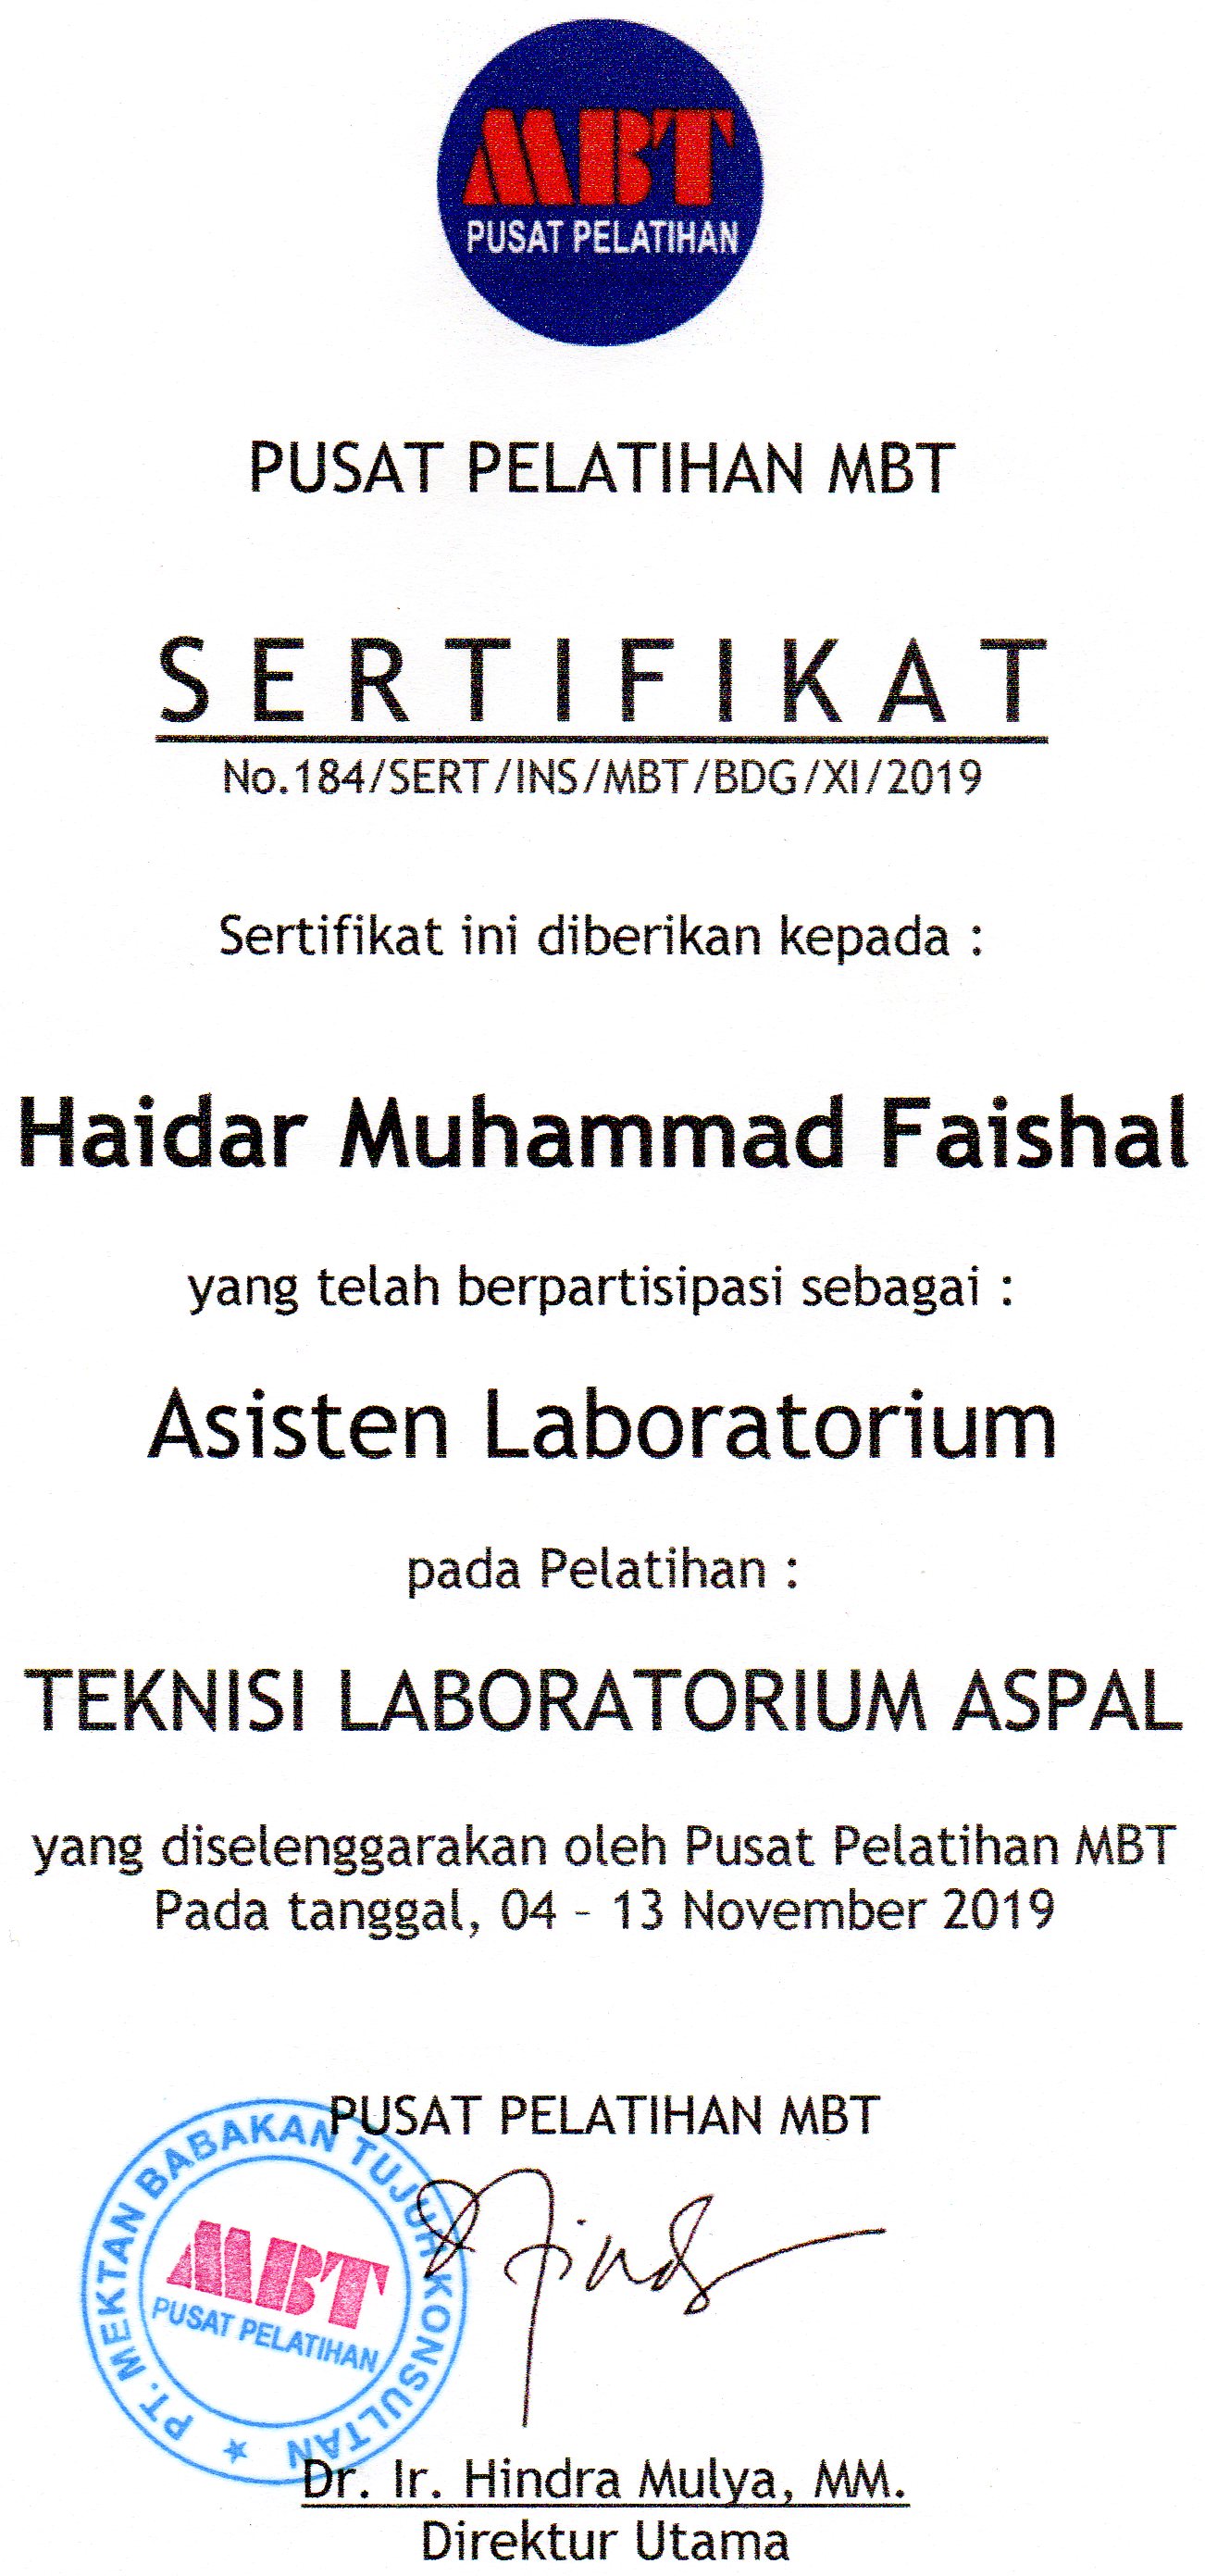 MBT
PUSAT PELATIHAN
PUSAT PELATIHAN MBT
SERTIFIKAT
No.184/SERT/INS/MBT/BDG/XI/2019
Sertifikat ini diberikan kepada :
Haidar Muhammad Faishal
yang telah berpartisipasi sebagai :
Asisten Laboratorium
pada Pelatihan :
TEKNISI LABORATORIUM ASPAL
yang diselenggarakan oleh Pusat Pelatihan MBT
Pada tanggal, 04 – 13 November 2019
PUSAT PELATIHAN MBT
PT. MEKTAN BABAKAN TUJUH KONSULTAN
MBT
PUSAT PELATIHAN
Dr. Ir. Hindra Mulya, MM.
Direktur Utama